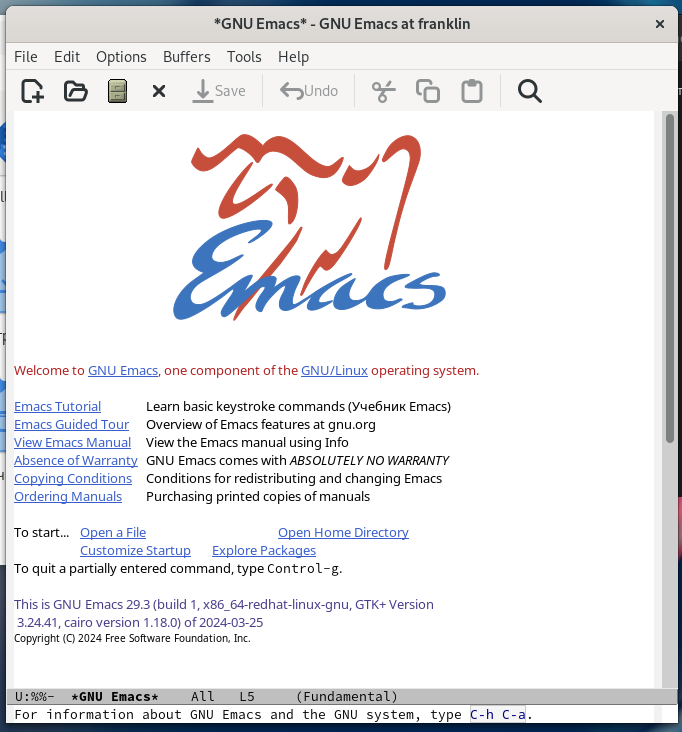 *GNU Emacs* - GNU Emacs at franklin
File Edit Options Buffers Tools Help
Save Undo
Emacs
Welcome to GNU Emacs, one component of the GNU/Linux operating system.
Emacs Tutorial Learn basic keystroke commands (Учебник Emacs)
Emacs Guided Tour Overview of Emacs features at gnu.org
View Emacs Manual View the Emacs manual using Info
Absence of Warranty GNU Emacs comes with ABSOLUTELY NO WARRANTY
Copying Conditions Conditions for redistributing and changing Emacs
Ordering Manuals Purchasing printed copies of manuals
To start... Open a File Open Home Directory
Customize Startup Explore Packages
To quit a partially entered command, type Control-g.
This is GNU Emacs 29.3 (build 1, x86_64-redhat-linux-gnu, GTK+ Version
3.24.41, cairo version 1.18.0) of 2024-03-25
Copyright (C) 2024 Free Software Foundation, Inc.
U:%%- *GNU Emacs* All L5 (Fundamental)
For information about GNU Emacs and the GNU system, type C-h C-a.